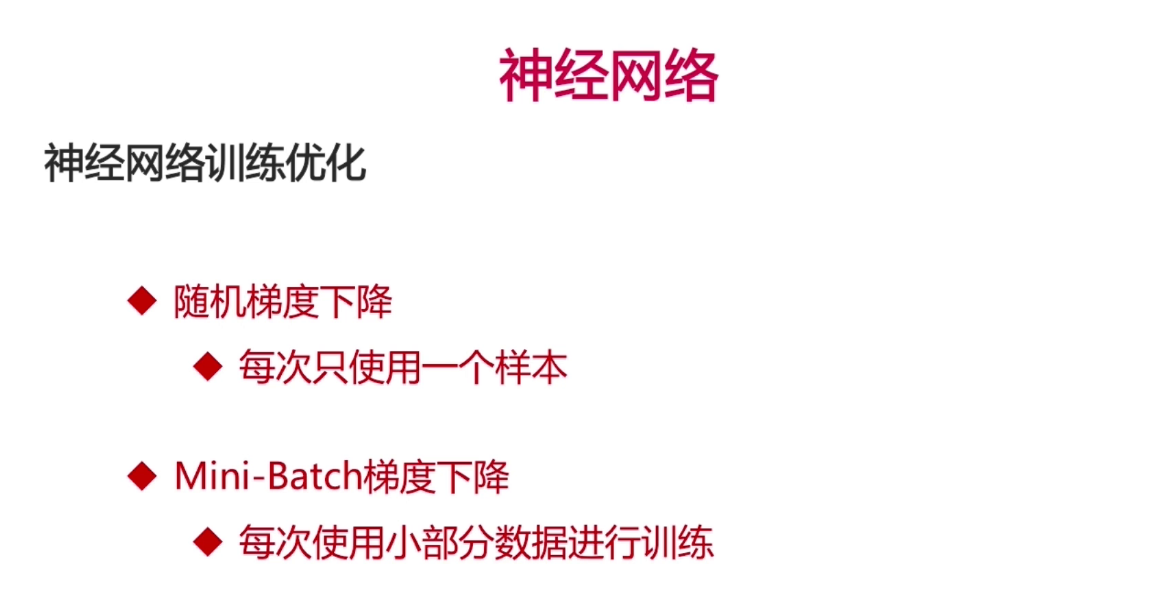 神经网络
神经网络训练优化
随机梯度下降
每次只使用一个样本
Mini-Batch梯度下降
每次使用小部分数据进行训练